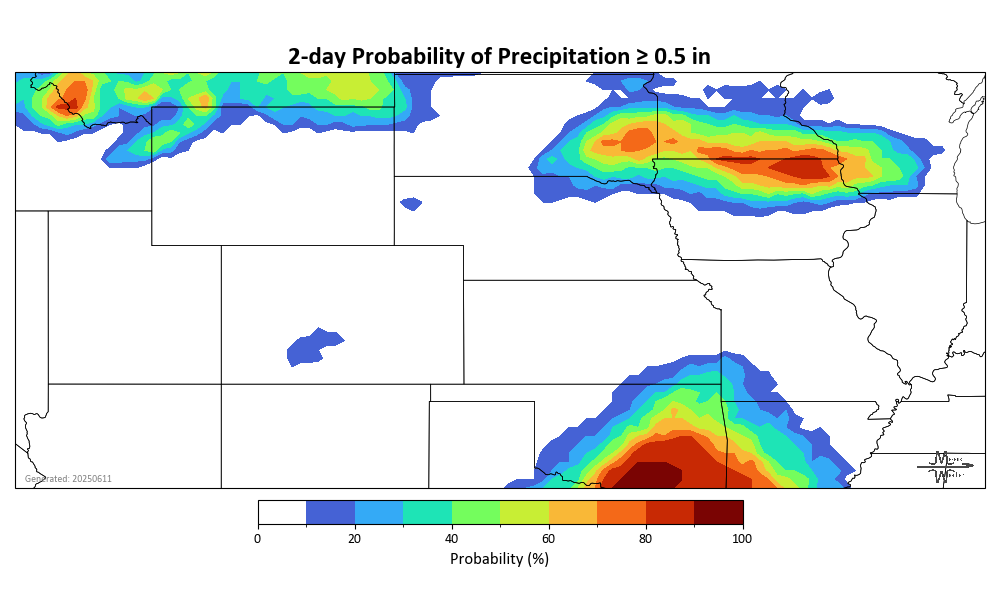 2-day Probability of Precipitation ≥ 0.5 in
Generated: 20250611
0 20 40 60 80 100
Probability (%)